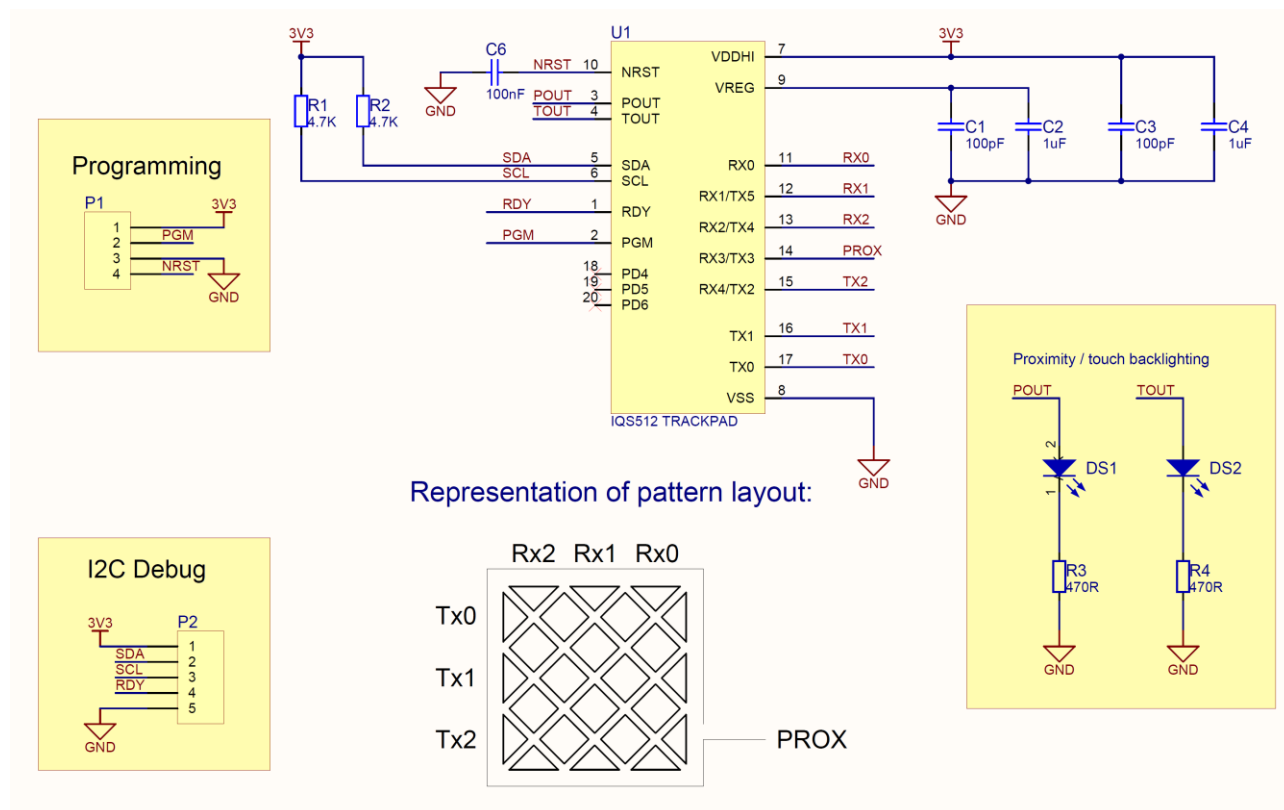 3V3
R1
4.7K
R2
4.7K
C6
100nF
GND
NRST
POUT
TOUT
SDA
SCL
RDY
PGM
U1
10 NRST
3 POUT
4 TOUT
5 SDA
6 SCL
1 RDY
2 PGM
18 PD4
19 PD5
20 PD6
VDDHI 7
VREG 9
RX0 11 RX0
RX1/TX5 12 RX1
RX2/TX4 13 RX2
RX3/TX3 14 PROX
RX4/TX2 15 TX2
TX1 16 TX1
TX0 17 TX0
VSS 8
IQS512 TRACKPAD
GND
3V3
C1
100pF
C2
1uF
C3
100pF
C4
1uF
GND
Programming
P1
3V3
1
2 PGM
3
4 NRST
GND
I2C Debug
3V3
P2
1
SDA 2
SCL 3
RDY 4
5
GND
Representation of pattern layout:
Rx2 Rx1 Rx0
Tx0
Tx1
Tx2
PROX
Proximity / touch backlighting
POUT
TOUT
2
DS1
1
DS2
R3
470R
R4
470R
GND
GND